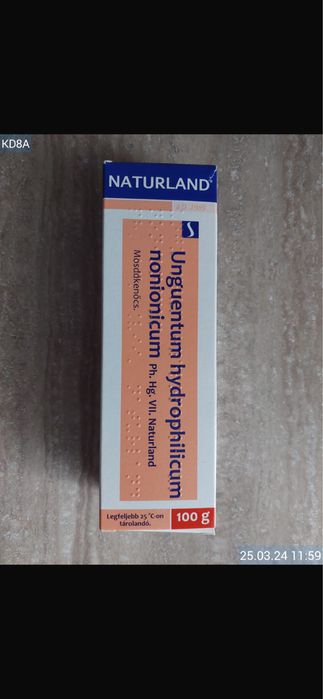 KD8A
NATURLAND
Unguentum hydrophilicum
nonionicum Ph. Hg. VII. Naturland
Mosdókenőcs.
Legfeljebb 25 °C-on
tárolandó.
100 g
25.03.24 11:59